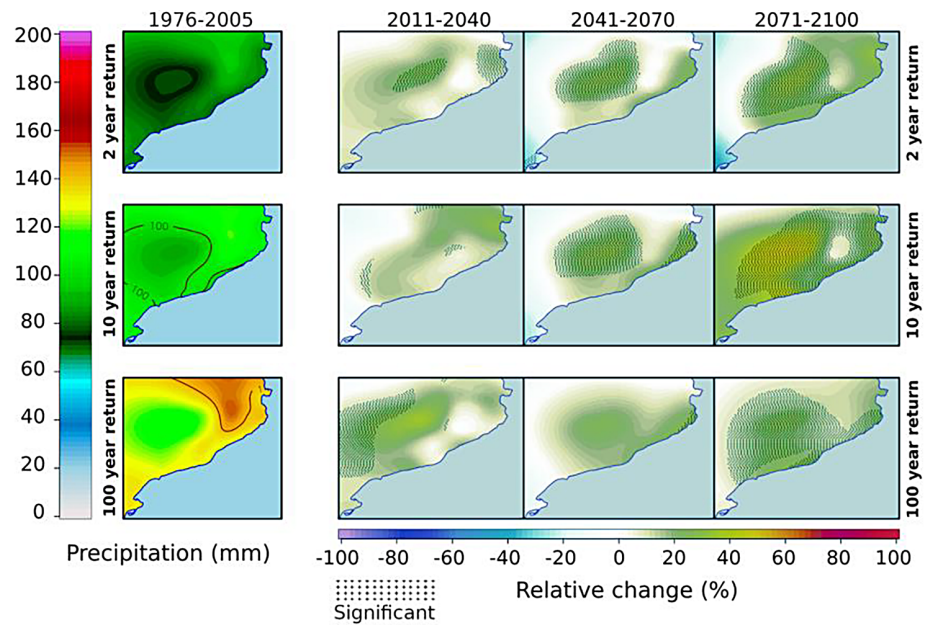 1976-2005
2011-2040
2041-2070
2071-2100
200
180
160
140
120
100
80
60
40
20
0
2 year return
2 year return
100
100
10 year return
10 year return
100 year return
100 year return
Precipitation (mm)
-100 -80 -60 -40 -20 0 20 40 60 80 100
Relative change (%)
Significant